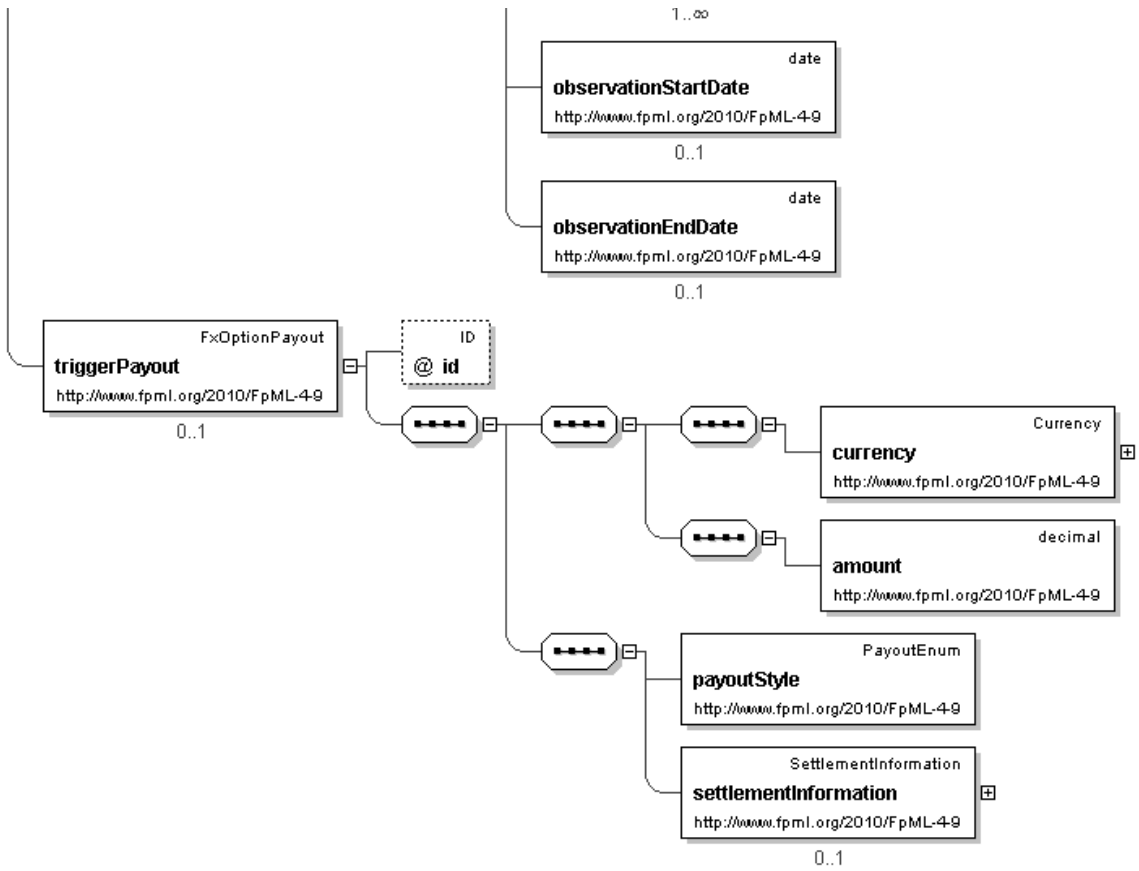 1..∞
date
observationStartDate
http://www.fpml.org/2010/FpML-4-9
0..1
date
observationEndDate
http://www.fpml.org/2010/FpML-4-9
0..1
FxOptionPayout
triggerPayout
http://www.fpml.org/2010/FpML-4-9
0..1
ID
@ id
Currency
currency
http://www.fpml.org/2010/FpML-4-9
decimal
amount
http://www.fpml.org/2010/FpML-4-9
PayoutEnum
payoutStyle
http://www.fpml.org/2010/FpML-4-9
SettlementInformation
settlementInformation
http://www.fpml.org/2010/FpML-4-9
0..1